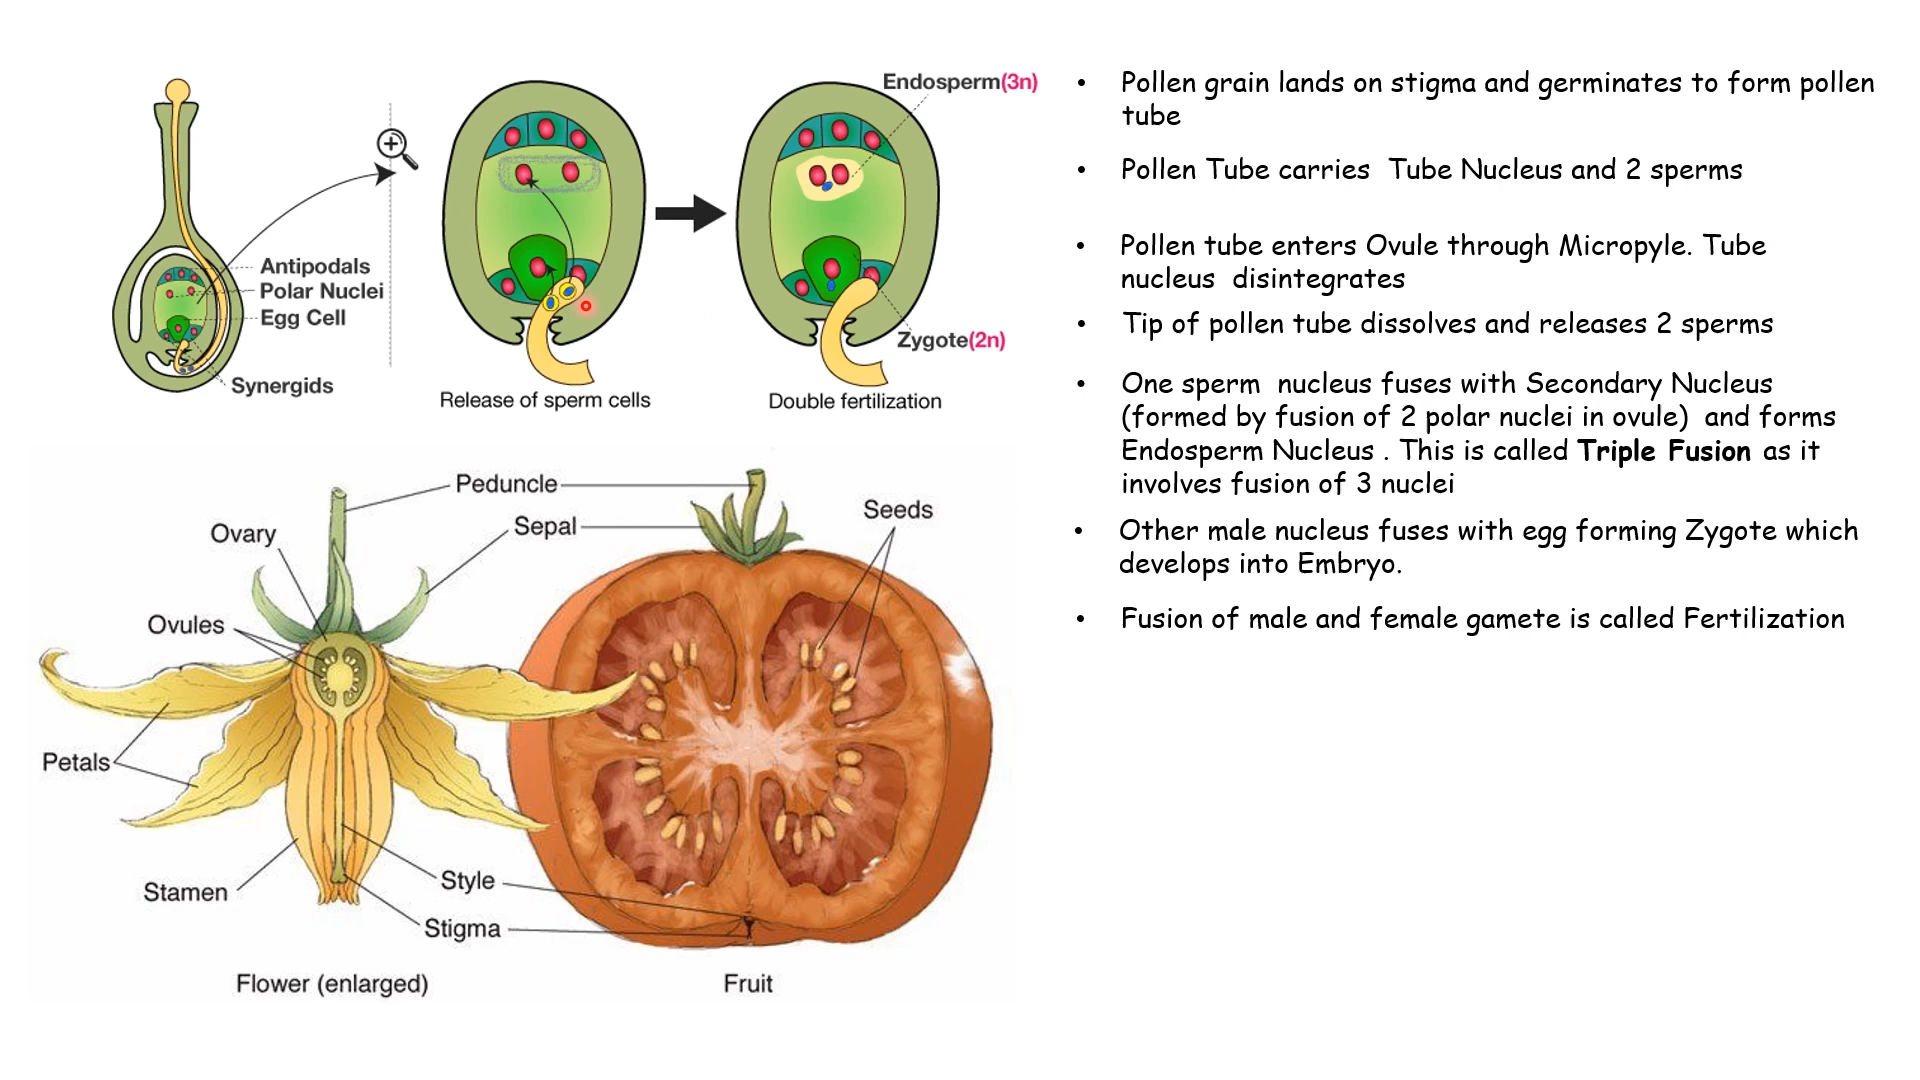 Endosperm(3n)
Antipodals
Polar Nuclei
Egg Cell
Synergids
Zygote(2n)
Release of sperm cells
Double fertilization
Peduncle
Ovary
Sepal
Seeds
Ovules
Petals
Stamen
Style
Stigma
Flower (enlarged)
Fruit
• Pollen grain lands on stigma and germinates to form pollen
tube
• Pollen Tube carries Tube Nucleus and 2 sperms
• Pollen tube enters Ovule through Micropyle. Tube
nucleus disintegrates
• Tip of pollen tube dissolves and releases 2 sperms
• One sperm nucleus fuses with Secondary Nucleus
(formed by fusion of 2 polar nuclei in ovule) and forms
Endosperm Nucleus . This is called Triple Fusion as it
involves fusion of 3 nuclei
• Other male nucleus fuses with egg forming Zygote which
develops into Embryo.
• Fusion of male and female gamete is called Fertilization